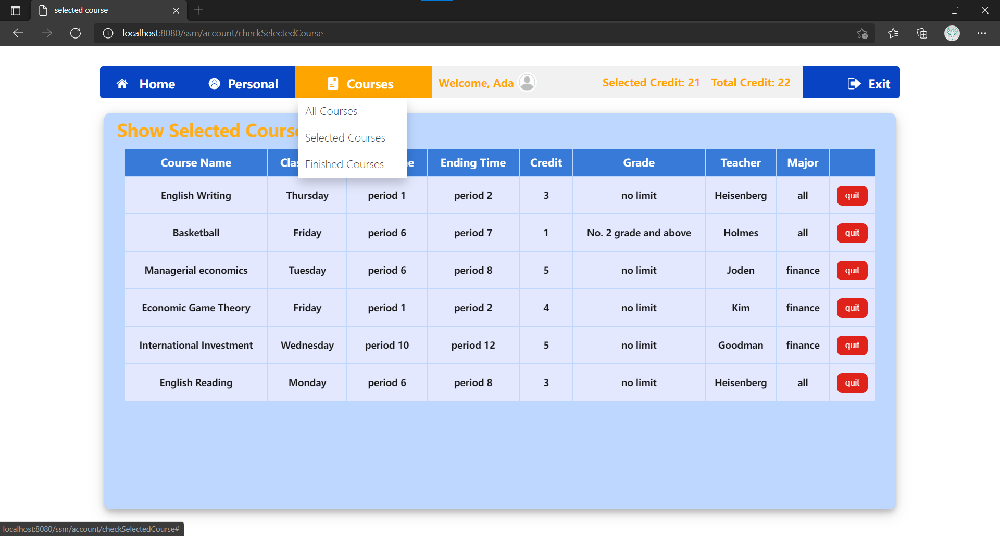 selected course
localhost:8080/ssm/account/checkSelectedCourse
Home Personal Courses Welcome, Ada Selected Credit: 21 Total Credit: 22 Exit
All Courses
Selected Courses
Finished Courses
Show Selected Course
Course Name Clas e Ending Time Credit Grade Teacher Major
English Writing Thursday period 1 period 2 3 no limit Heisenberg all quit
Basketball Friday period 6 period 7 1 No. 2 grade and above Holmes all quit
Managerial economics Tuesday period 6 period 8 5 no limit Joden finance quit
Economic Game Theory Friday period 1 period 2 4 no limit Kim finance quit
International Investment Wednesday period 10 period 12 5 no limit Goodman finance quit
English Reading Monday period 6 period 8 3 no limit Heisenberg all quit
localhost:8080/ssm/account/checkSelectedCourse#